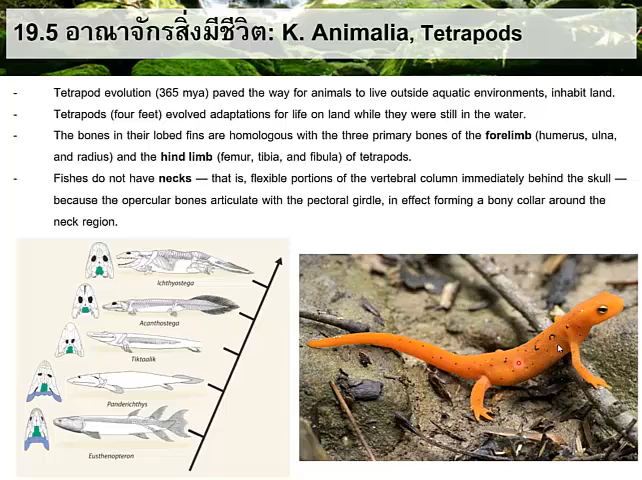 19.5 อาณาจักรสิ่งมีชีวิต: K. Animalia, Tetrapods
- Tetrapod evolution (365 mya) paved the way for animals to live outside aquatic environments, inhabit land.
- Tetrapods (four feet) evolved adaptations for life on land while they were still in the water.
- The bones in their lobed fins are homologous with the three primary bones of the forelimb (humerus, ulna,
and radius) and the hind limb (femur, tibia, and fibula) of tetrapods.
- Fishes do not have necks — that is, flexible portions of the vertebral column immediately behind the skull —
because the opercular bones articulate with the pectoral girdle, in effect forming a bony collar around the
neck region.
Ichthyostega
Acanthostega
Tiktaalik
Panderichthys
Eusthenopteron